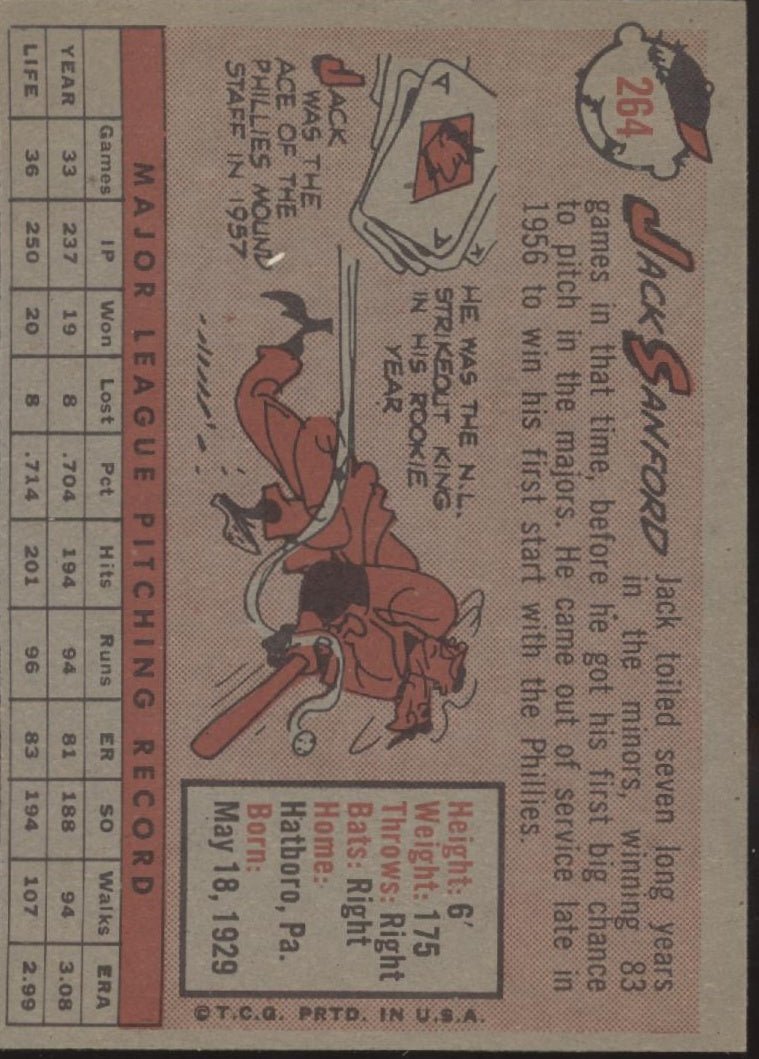 264
JACK SANFORD
Jack toiled seven long years
in the minors, winning 83
games in that time, before he got his first big chance
to pitch in the majors. He came out of service late in
1956 to win his first start with the Phillies.
JACK
WAS THE
ACE OF THE
PHILLIES MOUND
STAFF IN 1957
A
A
HE WAS THE N.L.
STRIKEOUT KING
IN HIS ROOKIE
YEAR
Height: 6'
Weight: 175
Throws: Right
Bats: Right
Home:
Hatboro, Pa.
Born:
May 18, 1929
© T.C.G. PRTD. IN U.S.A.
MAJOR LEAGUE PITCHING RECORD
Games IP Won Lost Pct Hits Runs ER SO Walks ERA
YEAR 33 237 19 8 .704 194 94 81 188 94 3.08
LIFE 36 250 20 8 .714 201 96 83 194 107 2.99